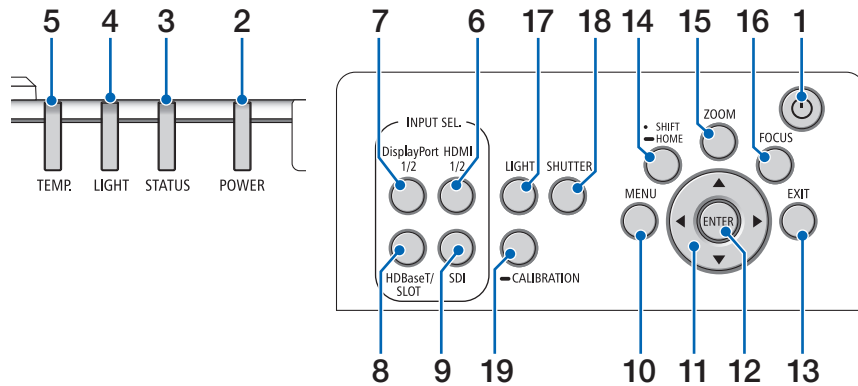 5 4 3 2 7 6 17 18 14 15 16 1
INPUT SEL.
DisplayPort HDMI
1/2 1/2
LIGHT SHUTTER
• SHIFT
━ HOME
ZOOM
FOCUS
TEMP. LIGHT STATUS POWER
MENU
ENTER
EXIT
HDBaseT/ SDI
SLOT
━ CALIBRATION
8 9 19 10 11 12 13